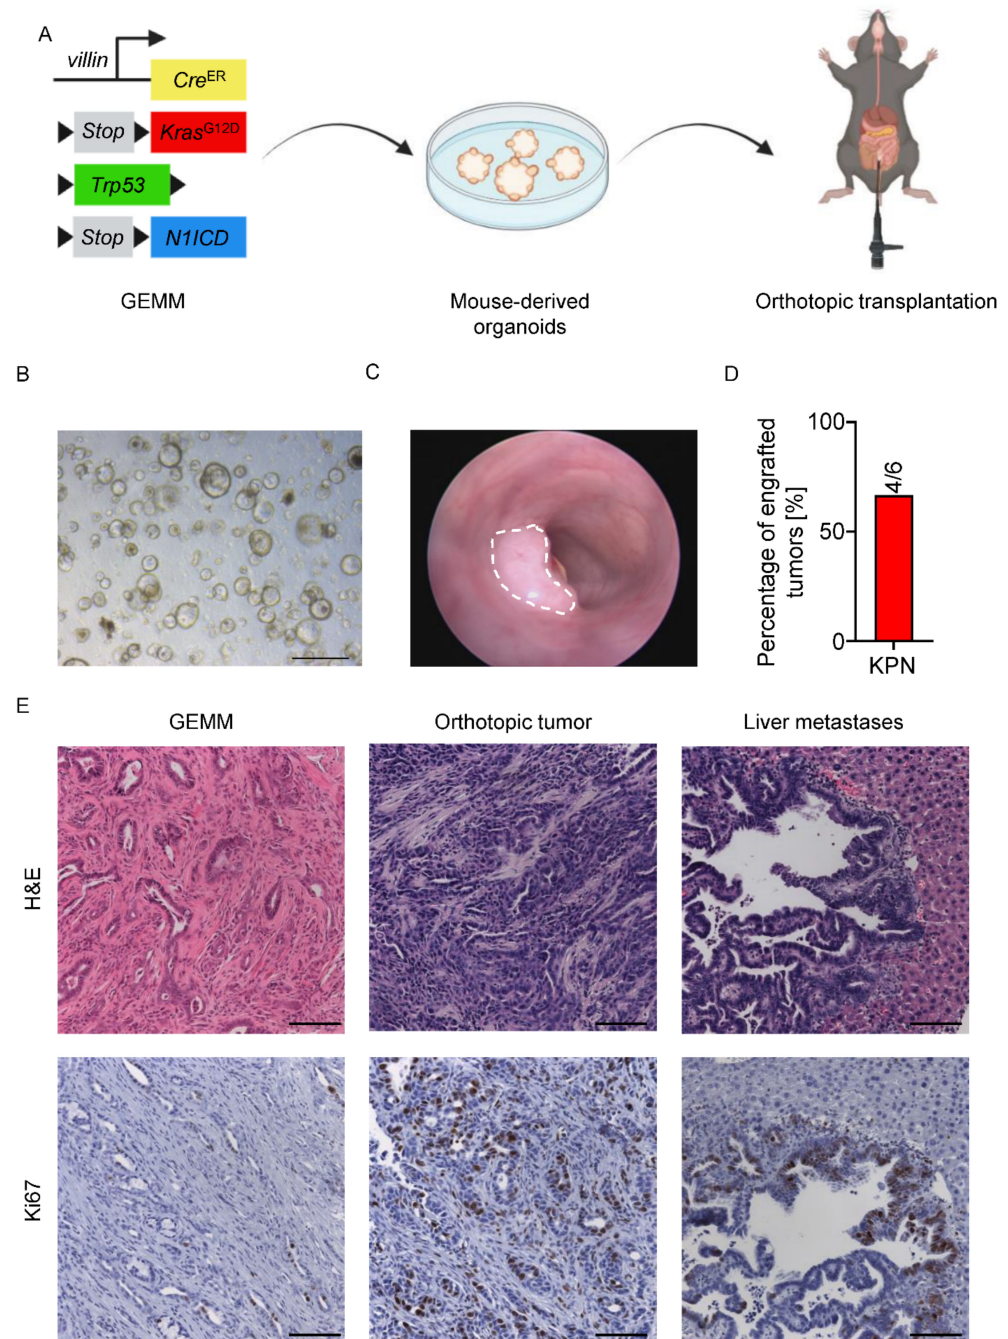 A
villin
Cre^ER
Stop
Kras^G12D
Trp53
Stop
N1ICD
GEMM
Mouse-derived
organoids
Orthotopic transplantation
B
C
D
Percentage of engrafted
tumors [%]
100
50
0
4/6
KPN
E
GEMM
Orthotopic tumor
Liver metastases
H&E
Ki67